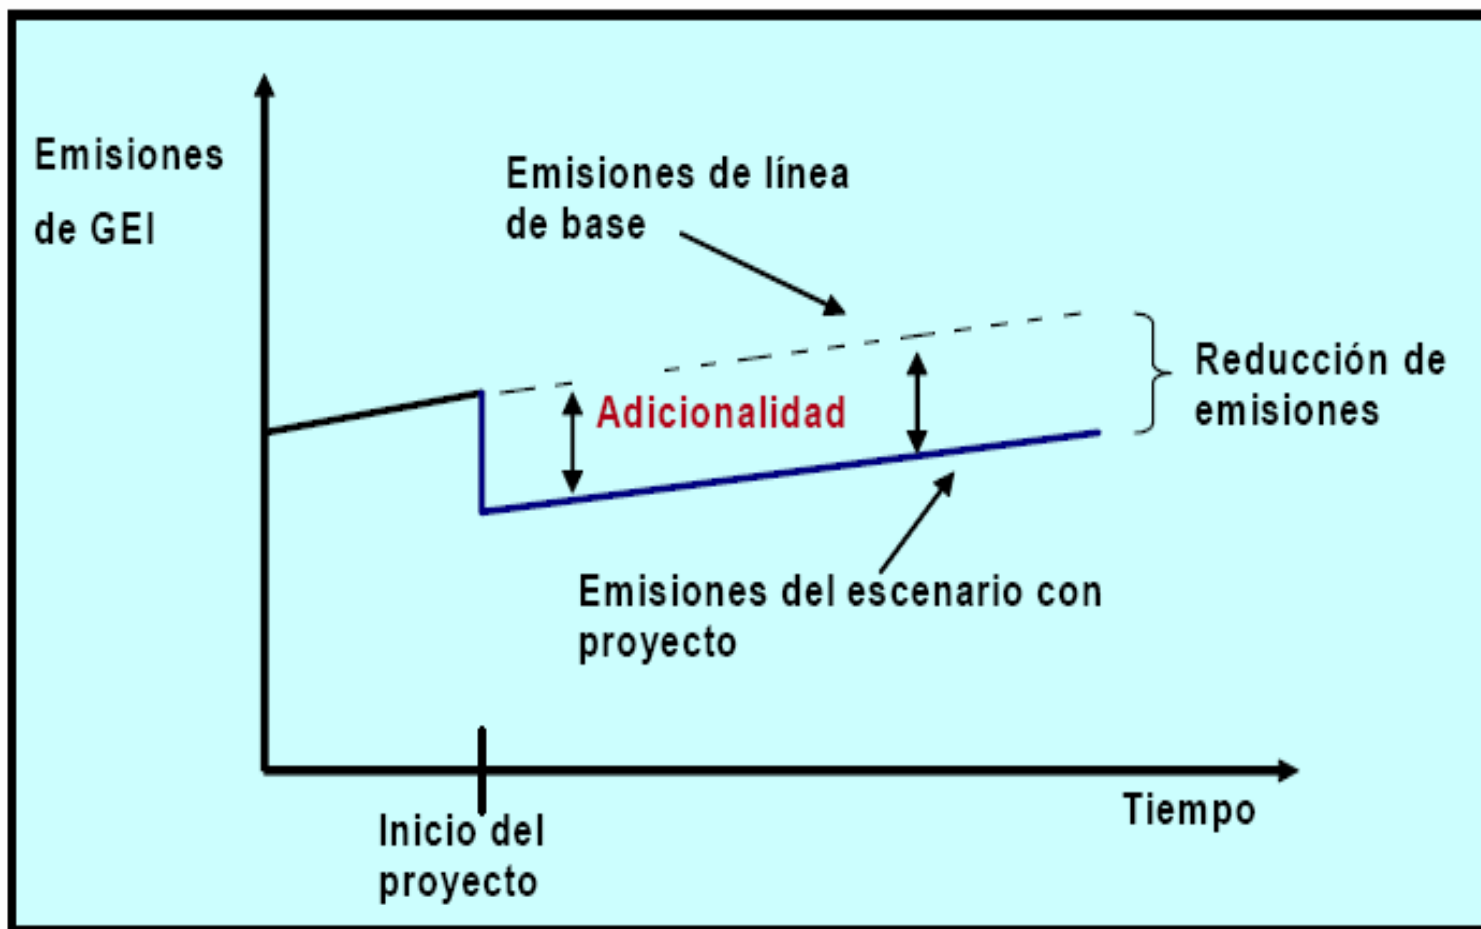 Emisiones
de GEI
Emisiones de línea
de base
Adicionalidad
Reducción de
emisiones
Emisiones del escenario con
proyecto
Tiempo
Inicio del
proyecto